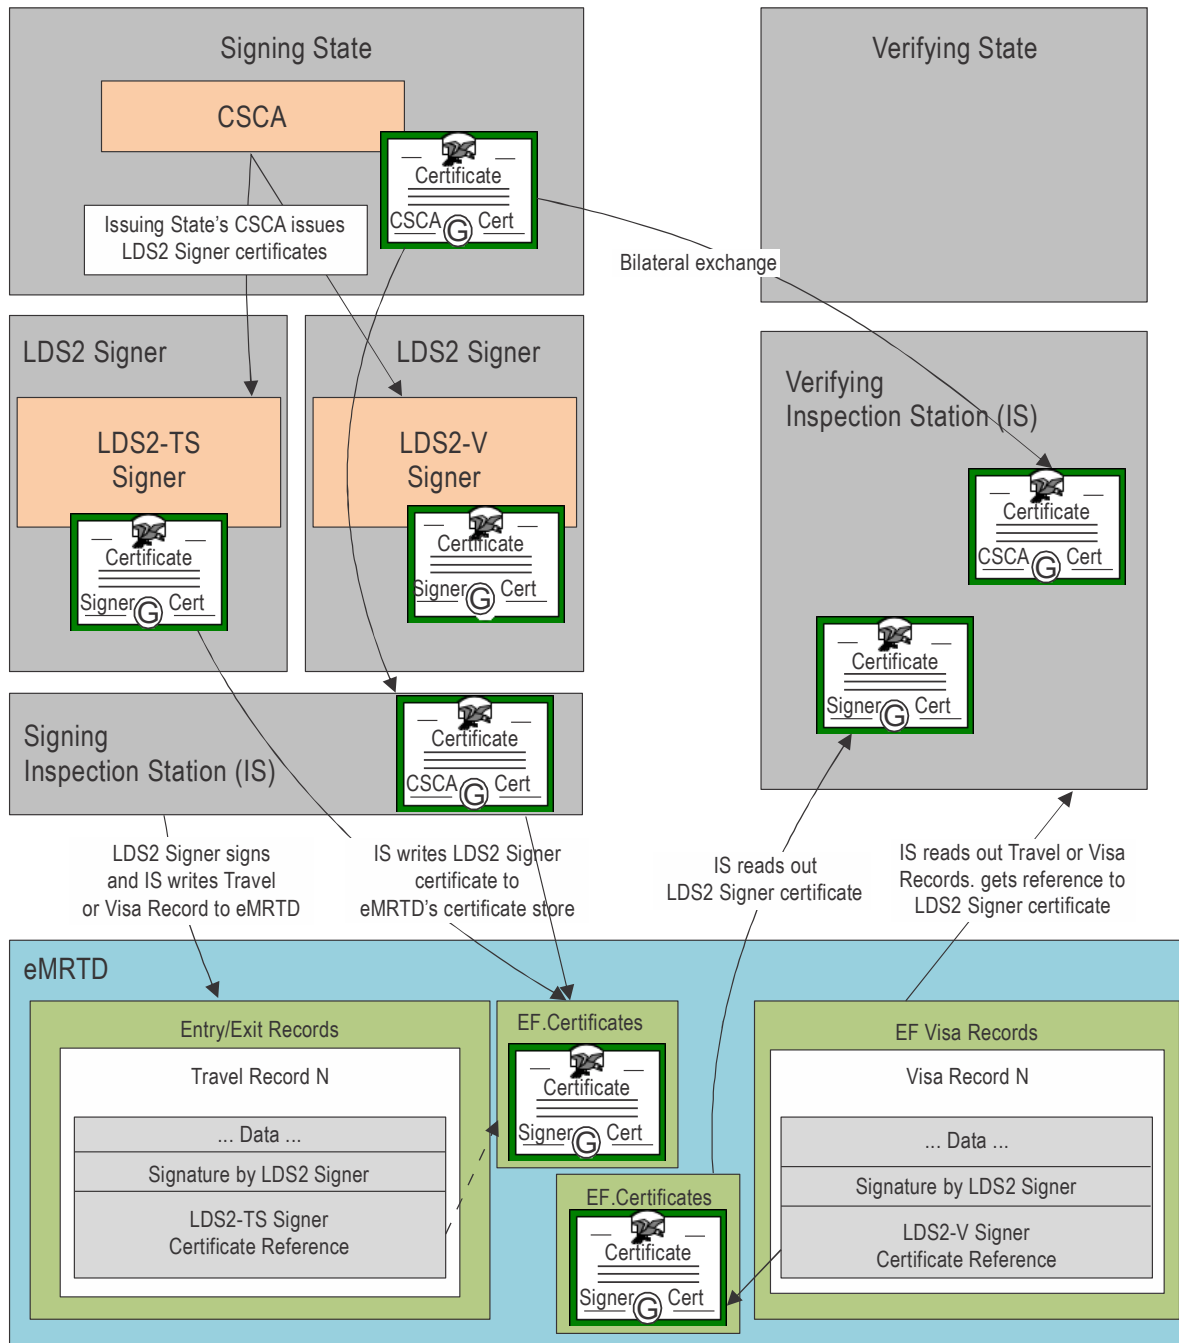 Signing State
Verifying State
CSCA
Certificate
CSCA G Cert
Issuing State's CSCA issues
LDS2 Signer certificates
Bilateral exchange
LDS2 Signer
LDS2 Signer
LDS2-TS
Signer
LDS2-V
Signer
Certificate
Signer G Cert
Certificate
Signer G Cert
Verifying
Inspection Station (IS)
Certificate
CSCA G Cert
Certificate
Signer G Cert
Signing
Inspection Station (IS)
Certificate
CSCA G Cert
LDS2 Signer signs
and IS writes Travel
or Visa Record to eMRTD
IS writes LDS2 Signer
certificate to
eMRTD's certificate store
IS reads out
LDS2 Signer certificate
IS reads out Travel or Visa
Records. gets reference to
LDS2 Signer certificate
eMRTD
Entry/Exit Records
Travel Record N
... Data ...
Signature by LDS2 Signer
LDS2-TS Signer
Certificate Reference
EF.Certificates
Certificate
Signer G Cert
EF.Certificates
Certificate
Signer G Cert
EF Visa Records
Visa Record N
... Data ...
Signature by LDS2 Signer
LDS2-V Signer
Certificate Reference